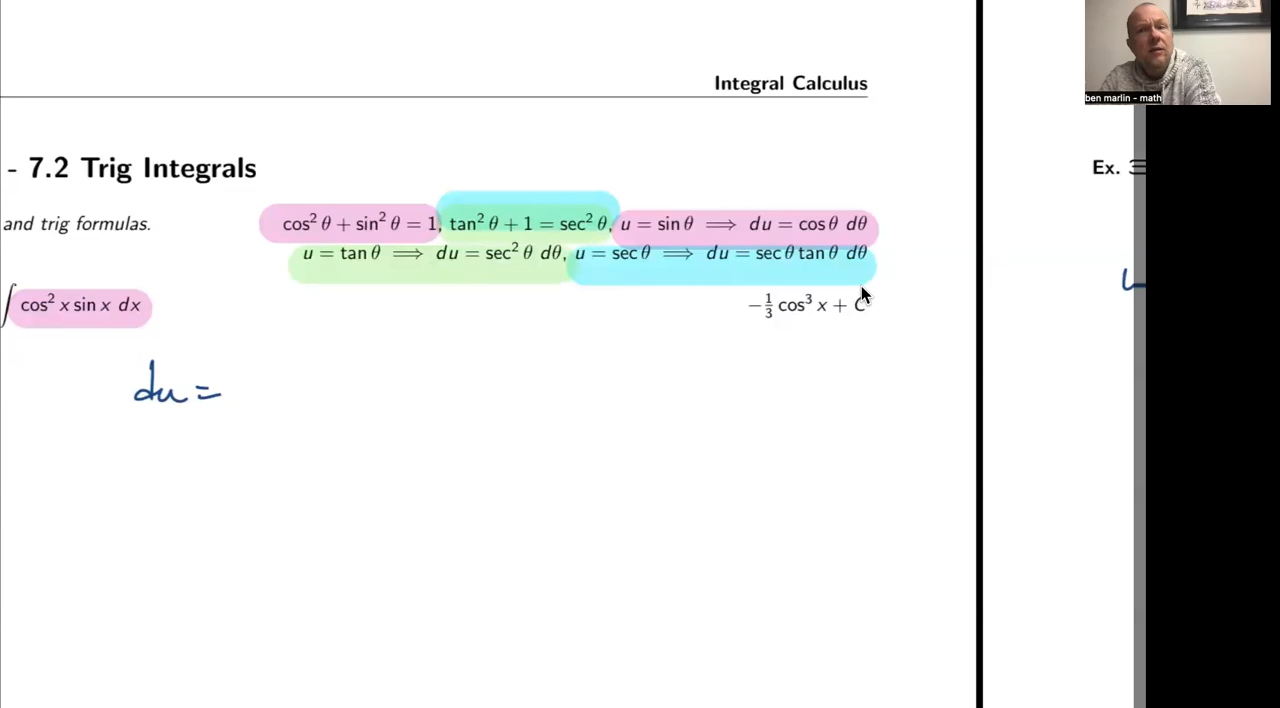 Integral Calculus
- 7.2 Trig Integrals
and trig formulas.
cos² θ + sin² θ = 1, tan² θ + 1 = sec² θ, u = sin θ ⟹ du = cos θ dθ
u = tan θ ⟹ du = sec² θ dθ, u = sec θ ⟹ du = sec θ tan θ dθ
∫ cos² x sin x dx
−1/3 cos³ x + C
du =
ben marlin - math
Ex.